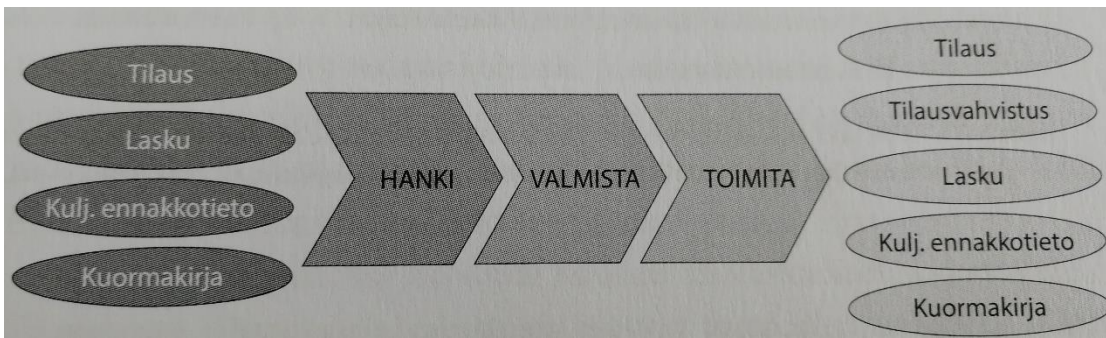 Tilaus
Lasku
Kulj. ennakkotieto
Kuormakirja
HANKI
VALMISTA
TOIMITA
Tilaus
Tilausvahvistus
Lasku
Kulj. ennakkotieto
Kuormakirja